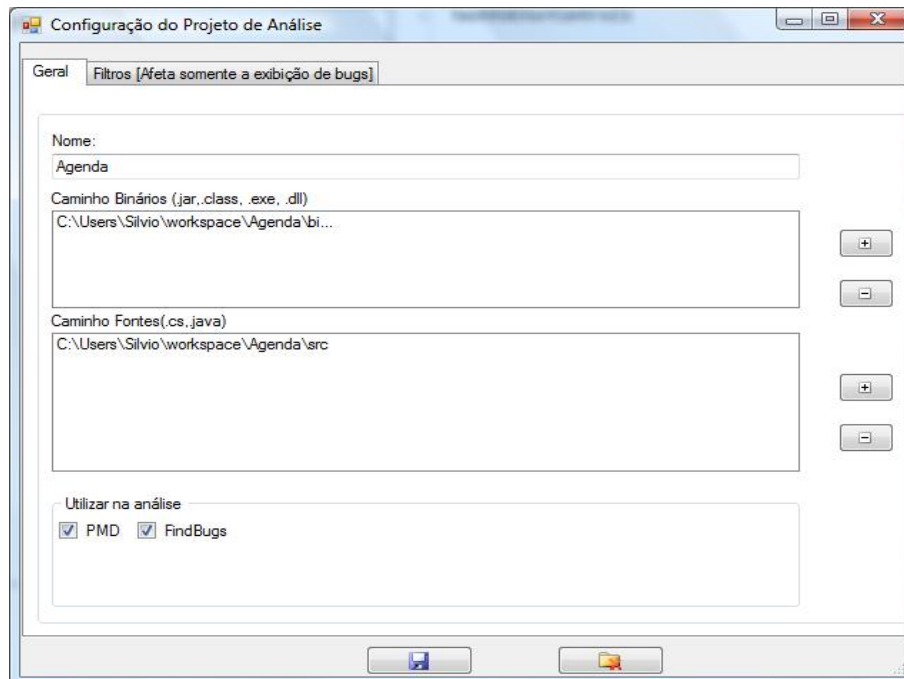 Configuração do Projeto de Análise
Geral
Filtros [Afeta somente a exibição de bugs]
Nome:
Agenda
Caminho Binários (.jar,.class, .exe, .dll)
C:\Users\Silvio\workspace\Agenda\bi...
Caminho Fontes(.cs,.java)
C:\Users\Silvio\workspace\Agenda\src
Utilizar na análise
PMD
FindBugs